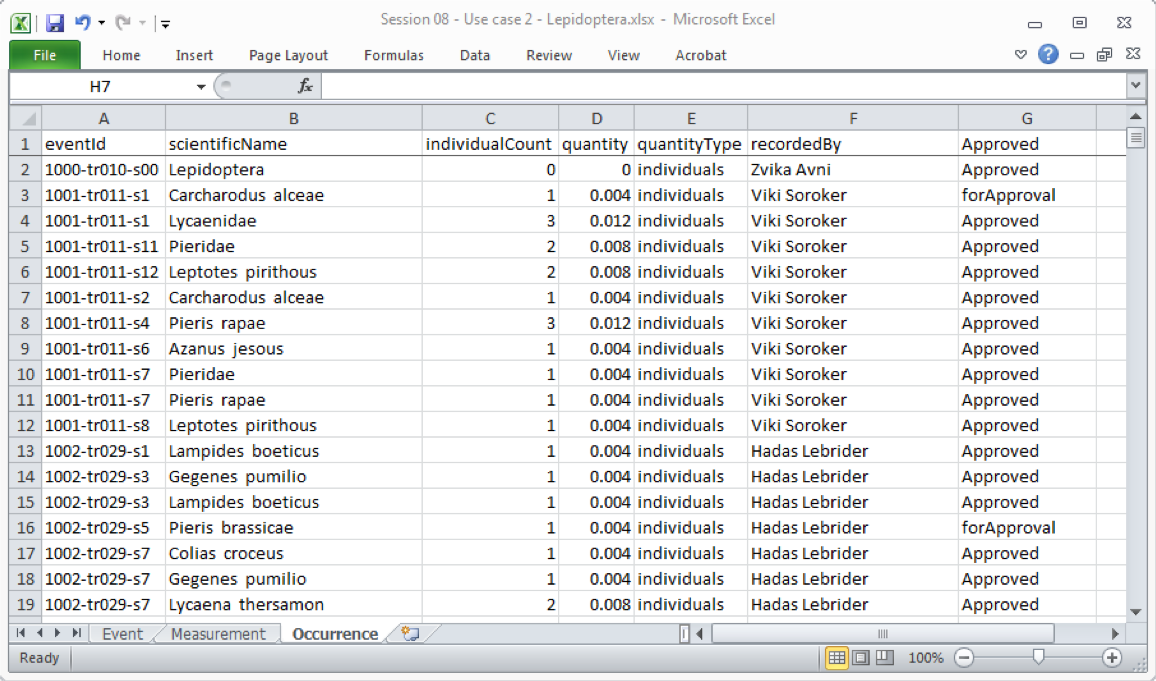 Session 08 - Use case 2 - Lepidoptera.xlsx - Microsoft Excel
File Home Insert Page Layout Formulas Data Review View Acrobat
H7 fx
A B C D E F G
1 eventId scientificName individualCount quantity quantityType recordedBy Approved
2 1000-tr010-s00 Lepidoptera 0 0 individuals Zvika Avni Approved
3 1001-tr011-s1 Carcharodus alceae 1 0.004 individuals Viki Soroker forApproval
4 1001-tr011-s1 Lycaenidae 3 0.012 individuals Viki Soroker Approved
5 1001-tr011-s11 Pieridae 2 0.008 individuals Viki Soroker Approved
6 1001-tr011-s12 Leptotes pirithous 2 0.008 individuals Viki Soroker Approved
7 1001-tr011-s2 Carcharodus alceae 1 0.004 individuals Viki Soroker Approved
8 1001-tr011-s4 Pieris rapae 3 0.012 individuals Viki Soroker Approved
9 1001-tr011-s6 Azanus jesous 1 0.004 individuals Viki Soroker Approved
10 1001-tr011-s7 Pieridae 1 0.004 individuals Viki Soroker Approved
11 1001-tr011-s7 Pieris rapae 1 0.004 individuals Viki Soroker Approved
12 1001-tr011-s8 Leptotes pirithous 1 0.004 individuals Viki Soroker Approved
13 1002-tr029-s1 Lampides boeticus 1 0.004 individuals Hadas Lebrider Approved
14 1002-tr029-s3 Gegenes pumilio 1 0.004 individuals Hadas Lebrider Approved
15 1002-tr029-s3 Lampides boeticus 1 0.004 individuals Hadas Lebrider Approved
16 1002-tr029-s5 Pieris brassicae 1 0.004 individuals Hadas Lebrider forApproval
17 1002-tr029-s7 Colias croceus 1 0.004 individuals Hadas Lebrider Approved
18 1002-tr029-s7 Gegenes pumilio 1 0.004 individuals Hadas Lebrider Approved
19 1002-tr029-s7 Lycaena thersamon 2 0.008 individuals Hadas Lebrider Approved
Event Measurement Occurrence
Ready 100%